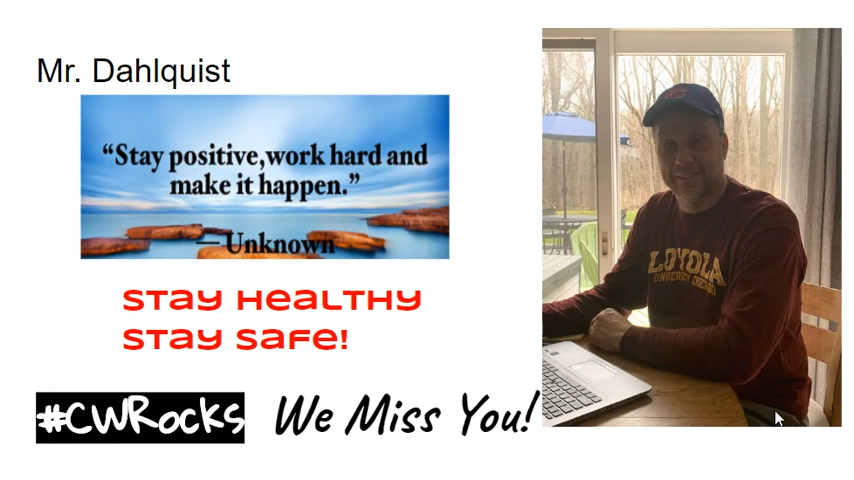 Mr. Dahlquist
“Stay positive,work hard and
make it happen.”
— Unknown
STAY HEALTHY
STAY SAFE!
#CWRocks
We Miss You!
C
LOYOLA
UNIVERSITY CHICAGO